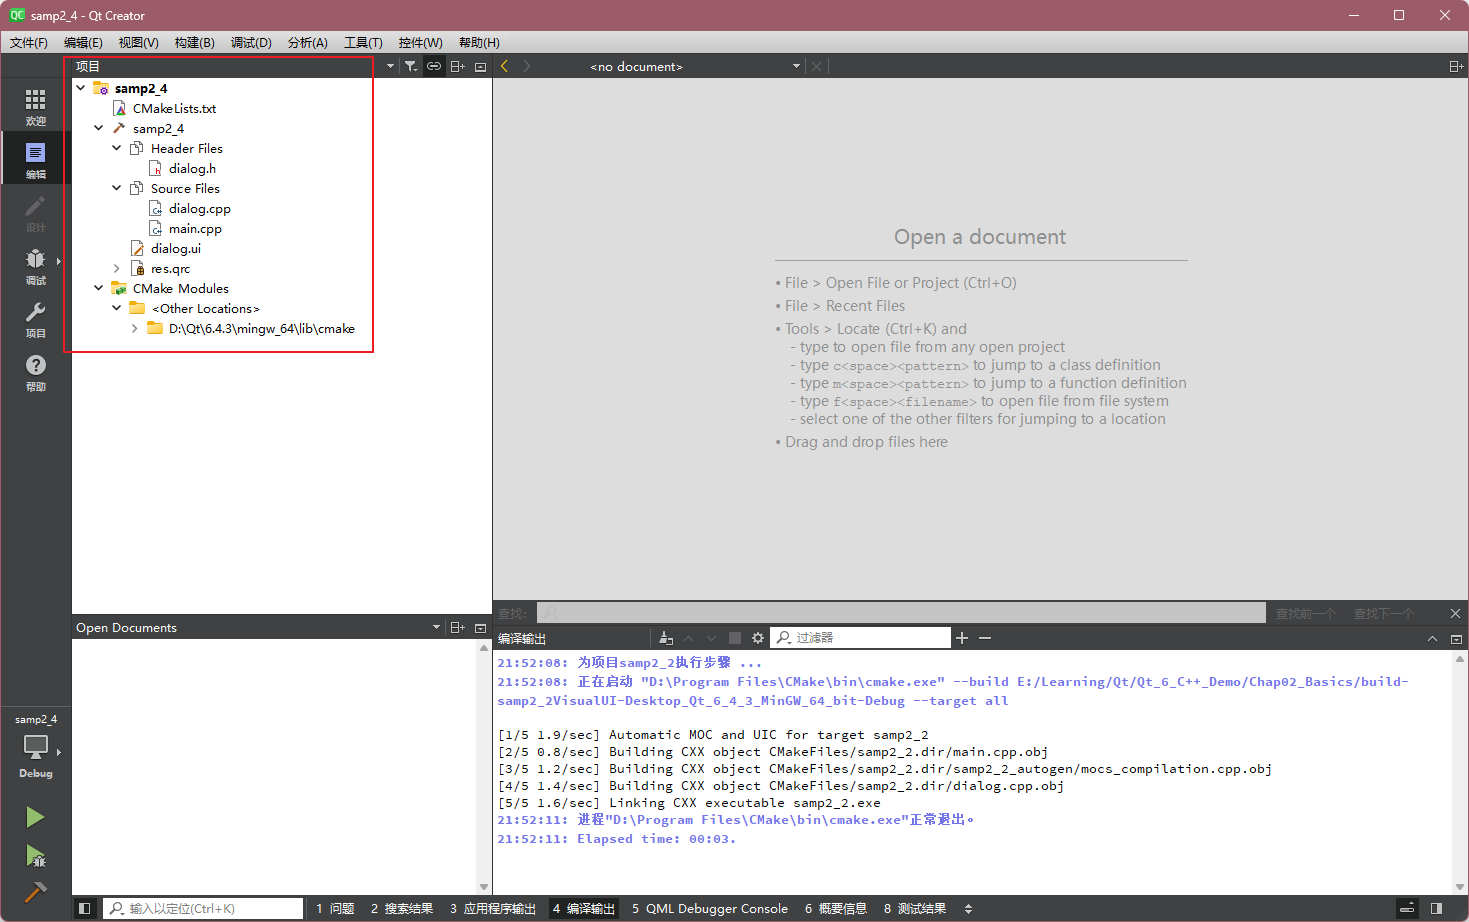 samp2_4 - Qt Creator
文件(F) 编辑(E) 视图(V) 构建(B) 调试(D) 分析(A) 工具(T) 控件(W) 帮助(H)
项目
<no document>
欢迎
编辑
设计
调试
项目
帮助
samp2_4
CMakeLists.txt
samp2_4
Header Files
dialog.h
Source Files
dialog.cpp
main.cpp
dialog.ui
res.qrc
CMake Modules
<Other Locations>
D:\Qt\6.4.3\mingw_64\lib\cmake
Open a document
• File > Open File or Project (Ctrl+O)
• File > Recent Files
• Tools > Locate (Ctrl+K) and
- type to open file from any open project
- type c<space><pattern> to jump to a class definition
- type m<space><pattern> to jump to a function definition
- type f<space><filename> to open file from file system
- select one of the other filters for jumping to a location
• Drag and drop files here
查找: 查找前一个 查找下一个
Open Documents
编译输出 过滤器
21:52:08: 为项目samp2_2执行步骤 ...
21:52:08: 正在启动 "D:\Program Files\CMake\bin\cmake.exe" --build E:/Learning/Qt/Qt_6_C++_Demo/Chap02_Basics/build-
samp2_2VisualUI-Desktop_Qt_6_4_3_MinGW_64_bit-Debug --target all
[1/5 1.9/sec] Automatic MOC and UIC for target samp2_2
[2/5 0.8/sec] Building CXX object CMakeFiles/samp2_2.dir/main.cpp.obj
[3/5 1.2/sec] Building CXX object CMakeFiles/samp2_2.dir/samp2_2_autogen/mocs_compilation.cpp.obj
[4/5 1.4/sec] Building CXX object CMakeFiles/samp2_2.dir/dialog.cpp.obj
[5/5 1.6/sec] Linking CXX executable samp2_2.exe
21:52:11: 进程"D:\Program Files\CMake\bin\cmake.exe"正常退出。
21:52:11: Elapsed time: 00:03.
samp2_4
Debug
输入以定位(Ctrl+K) 1 问题 2 搜索结果 3 应用程序输出 4 编译输出 5 QML Debugger Console 6 概要信息 8 测试结果